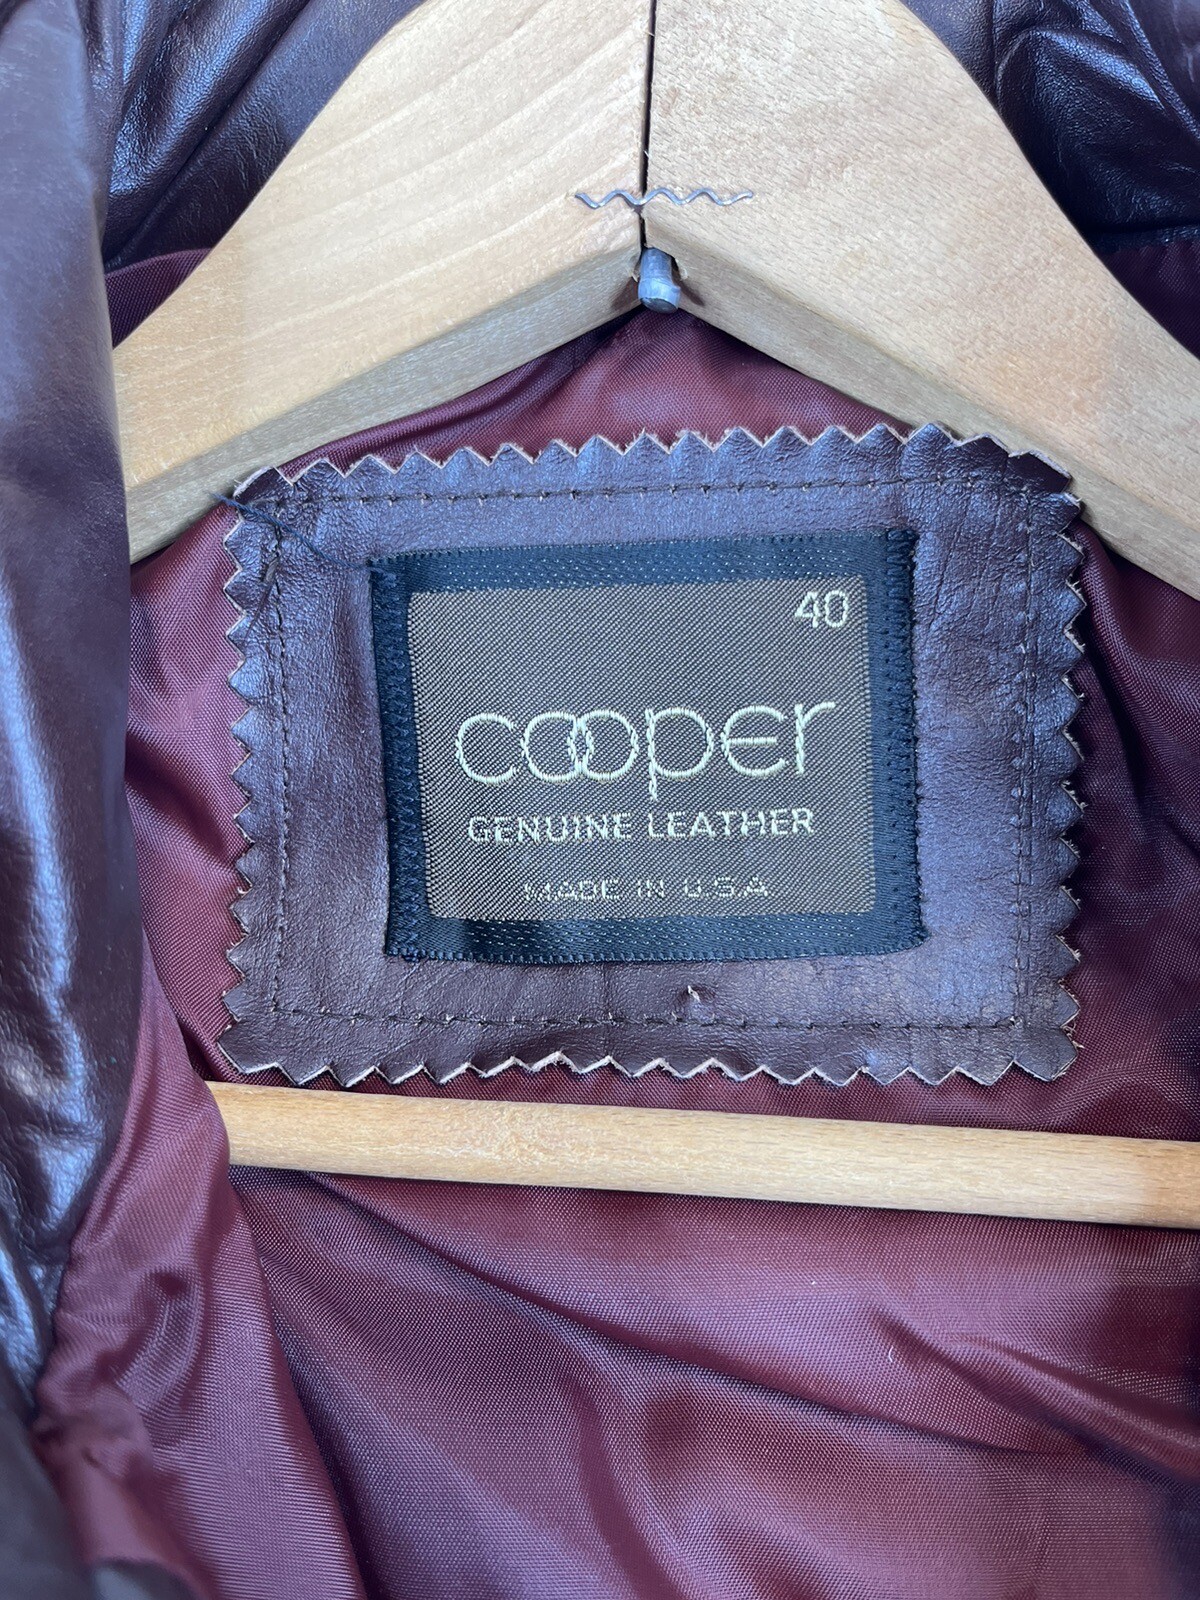 40
cooper
GENUINE LEATHER
MADE IN U.S.A.